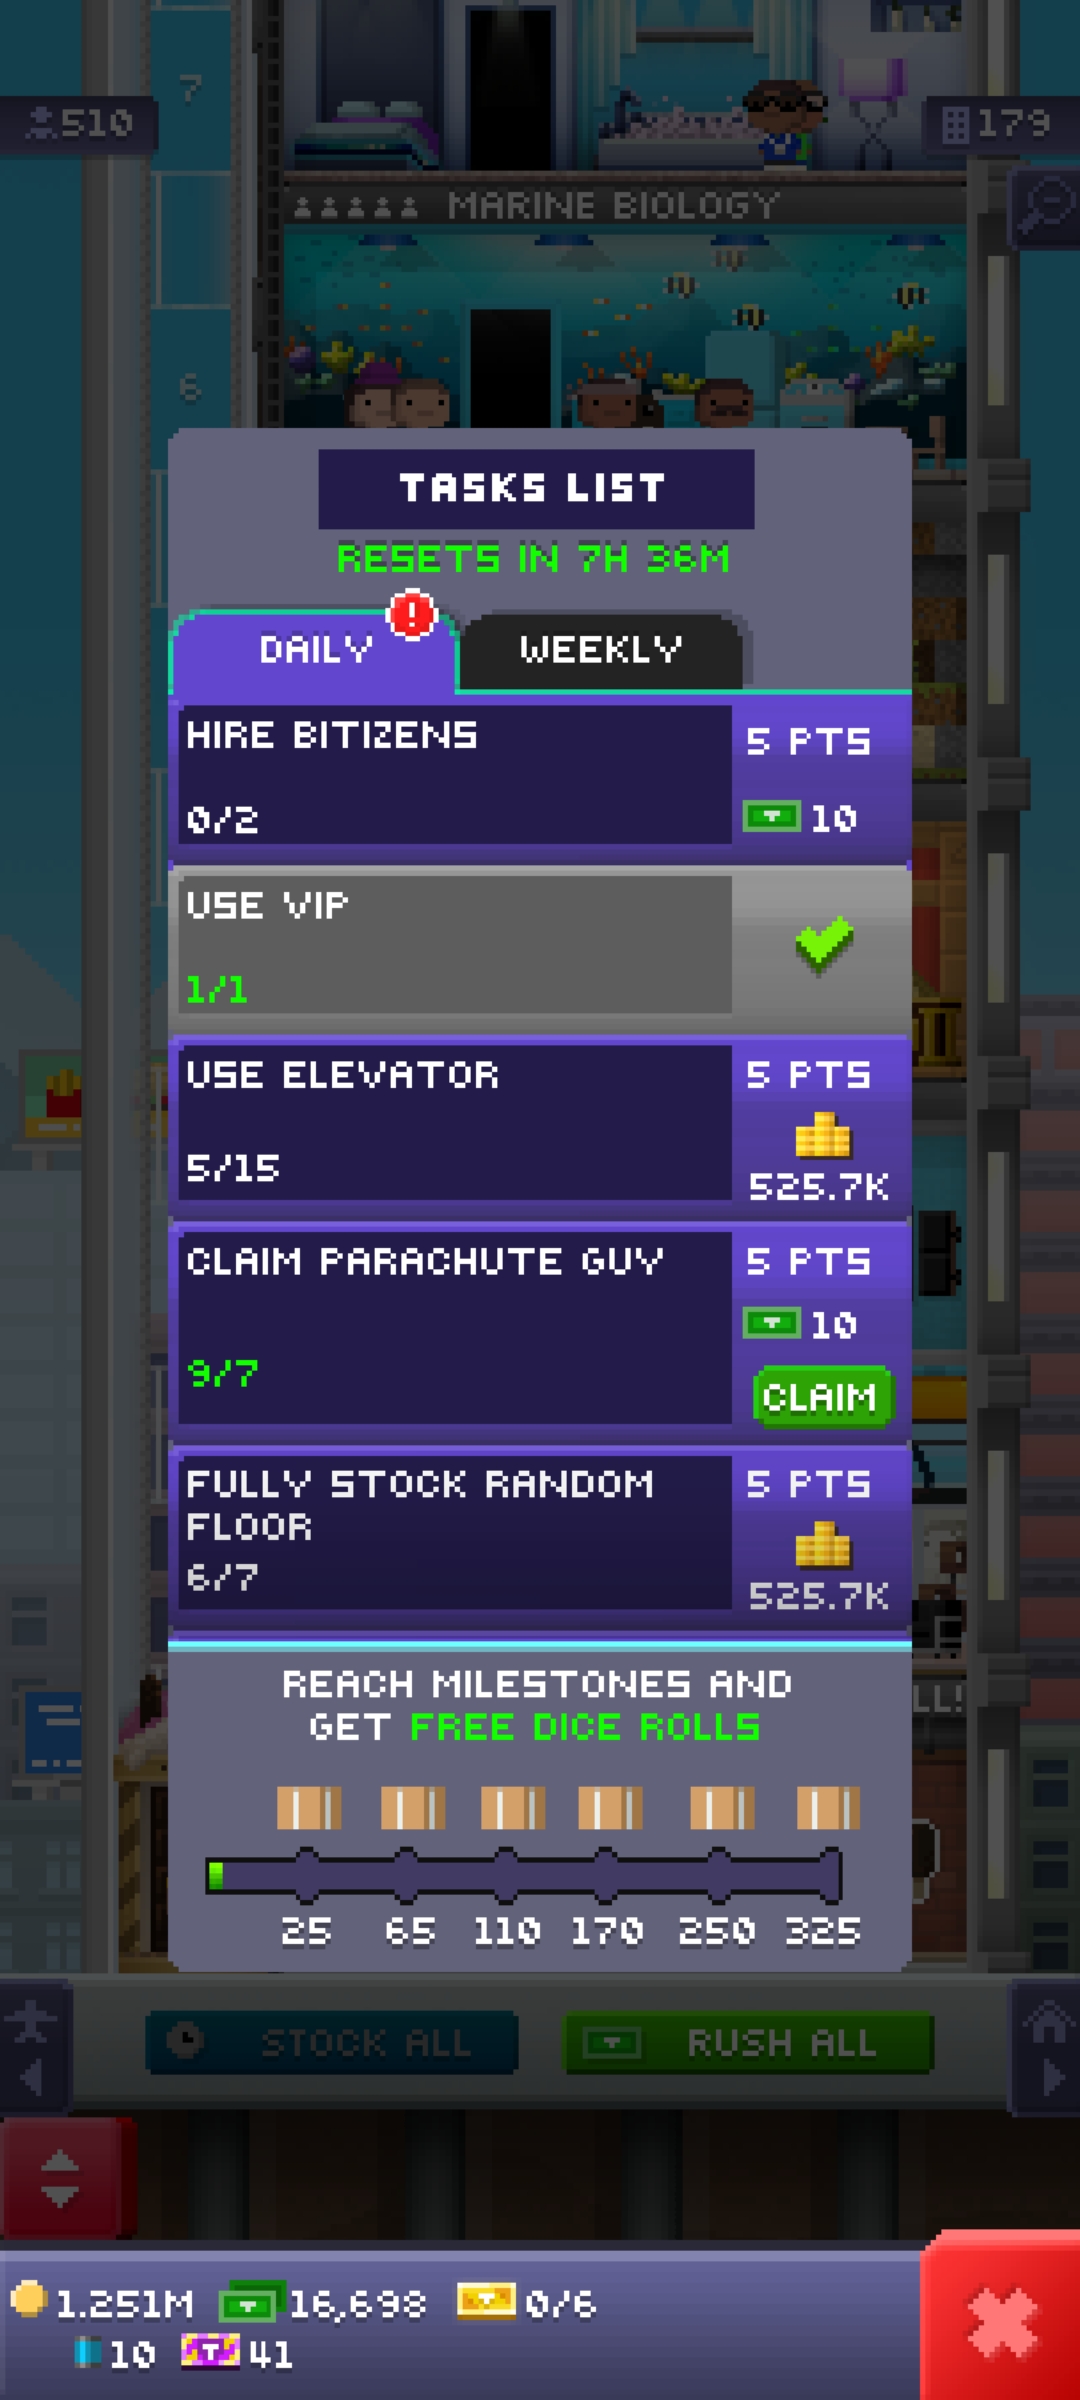 7
510
179
MARINE BIOLOGY
6
TASKS LIST
RESETS IN 7H 36M
DAILY
!
WEEKLY
HIRE BITIZENS
5 PTS
0/2
10
USE VIP
1/1
USE ELEVATOR
5 PTS
5/15
525.7K
CLAIM PARACHUTE GUY
5 PTS
10
9/7
CLAIM
FULLY STOCK RANDOM
FLOOR
5 PTS
6/7
525.7K
REACH MILESTONES AND
GET FREE DICE ROLLS
25 65 110 170 250 325
STOCK ALL
RUSH ALL
1.251M 16,698 0/6
10 41